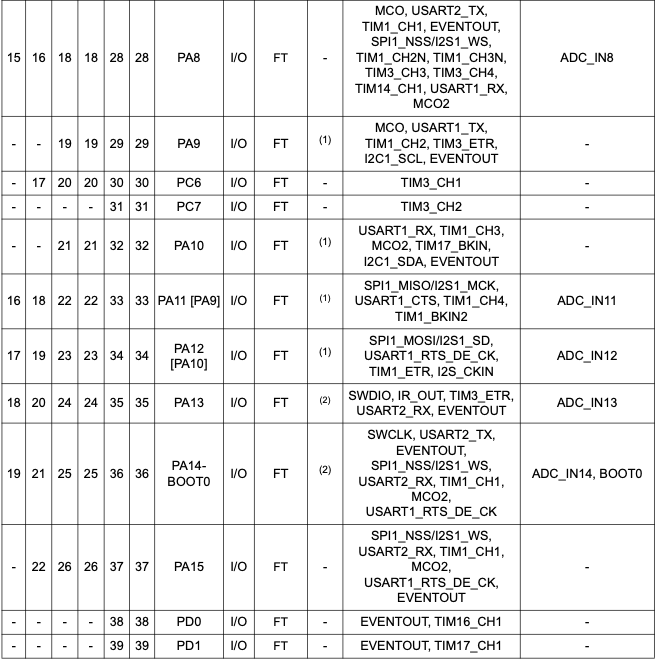 15 16 18 18 28 28 PA8 I/O FT - MCO, USART2_TX,
TIM1_CH1, EVENTOUT,
SPI1_NSS/I2S1_WS,
TIM1_CH2N, TIM1_CH3N,
TIM3_CH3, TIM3_CH4,
TIM14_CH1, USART1_RX,
MCO2 ADC_IN8
- - 19 19 29 29 PA9 I/O FT (1) MCO, USART1_TX,
TIM1_CH2, TIM3_ETR,
I2C1_SCL, EVENTOUT -
- 17 20 20 30 30 PC6 I/O FT - TIM3_CH1 -
- - - - 31 31 PC7 I/O FT - TIM3_CH2 -
- - 21 21 32 32 PA10 I/O FT (1) USART1_RX, TIM1_CH3,
MCO2, TIM17_BKIN,
I2C1_SDA, EVENTOUT -
16 18 22 22 33 33 PA11 [PA9] I/O FT (1) SPI1_MISO/I2S1_MCK,
USART1_CTS, TIM1_CH4,
TIM1_BKIN2 ADC_IN11
17 19 23 23 34 34 PA12
[PA10] I/O FT (1) SPI1_MOSI/I2S1_SD,
USART1_RTS_DE_CK,
TIM1_ETR, I2S_CKIN ADC_IN12
18 20 24 24 35 35 PA13 I/O FT (2) SWDIO, IR_OUT, TIM3_ETR,
USART2_RX, EVENTOUT ADC_IN13
19 21 25 25 36 36 PA14-
BOOT0 I/O FT (2) SWCLK, USART2_TX,
EVENTOUT,
SPI1_NSS/I2S1_WS,
USART2_RX, TIM1_CH1,
MCO2,
USART1_RTS_DE_CK ADC_IN14, BOOT0
- 22 26 26 37 37 PA15 I/O FT - SPI1_NSS/I2S1_WS,
USART2_RX, TIM1_CH1,
MCO2,
USART1_RTS_DE_CK,
EVENTOUT -
- - - - 38 38 PD0 I/O FT - EVENTOUT, TIM16_CH1 -
- - - - 39 39 PD1 I/O FT - EVENTOUT, TIM17_CH1 -